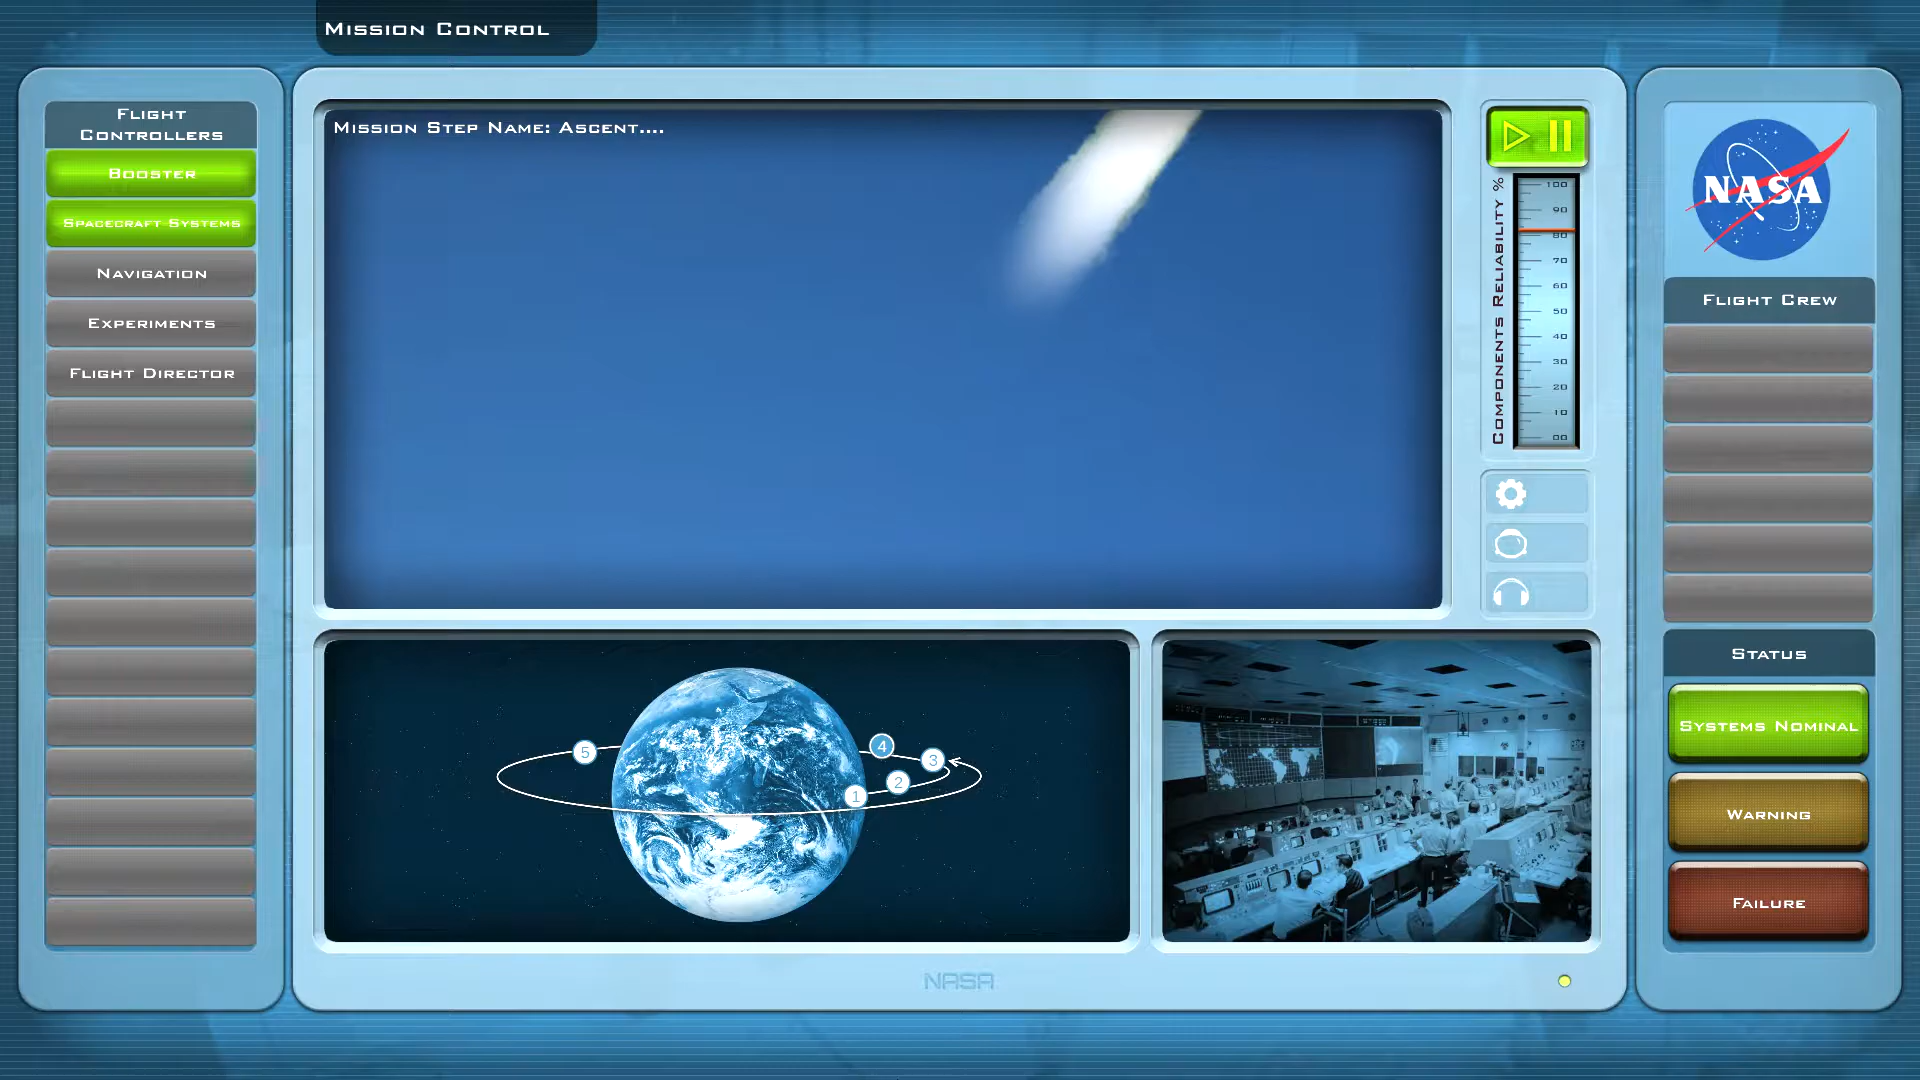 Mission Control
Flight
Controllers
Booster
Spacecraft Systems
Navigation
Experiments
Flight Director
Mission Step Name: Ascent....
Components Reliability %
100
90
80
70
60
50
40
30
20
10
00
NASA
Flight Crew
Status
Systems Nominal
Warning
Failure
5
4
3
2
1
NASA